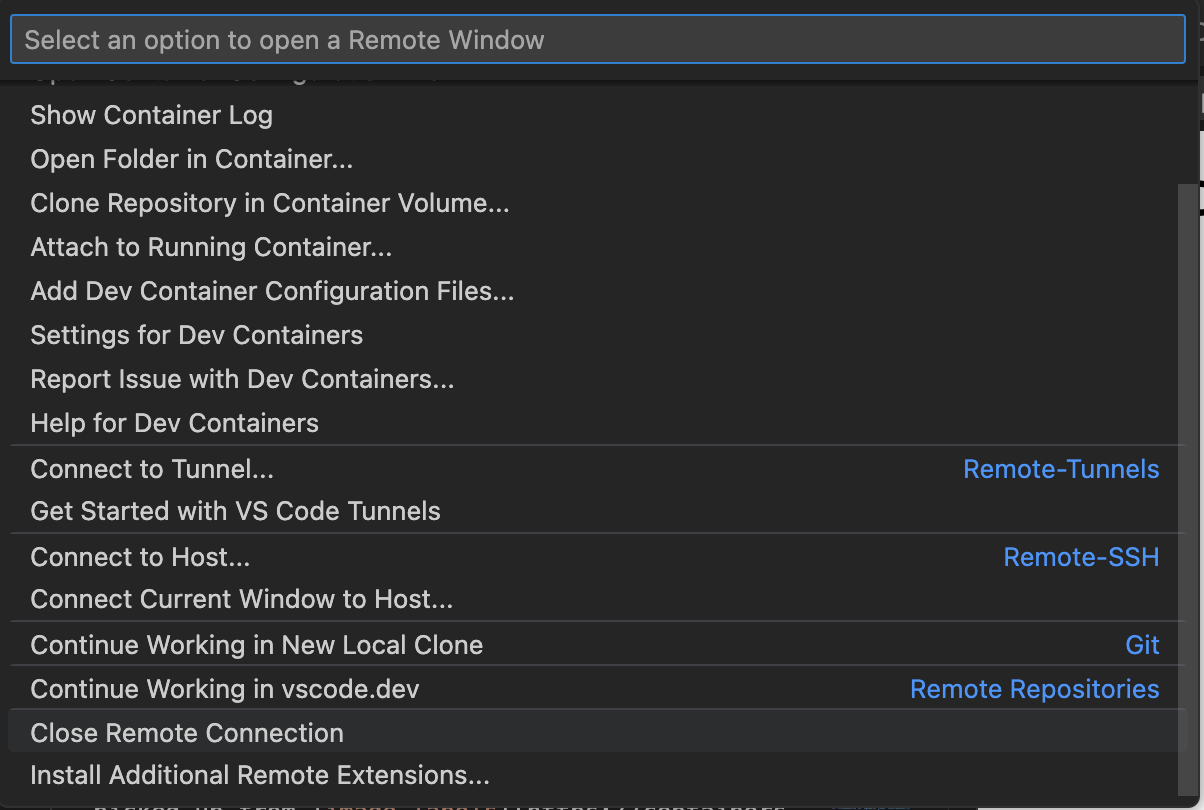 Select an option to open a Remote Window
Show Container Log
Open Folder in Container...
Clone Repository in Container Volume...
Attach to Running Container...
Add Dev Container Configuration Files...
Settings for Dev Containers
Report Issue with Dev Containers...
Help for Dev Containers
Connect to Tunnel... Remote-Tunnels
Get Started with VS Code Tunnels
Connect to Host... Remote-SSH
Connect Current Window to Host...
Continue Working in New Local Clone Git
Continue Working in vscode.dev Remote Repositories
Close Remote Connection
Install Additional Remote Extensions...